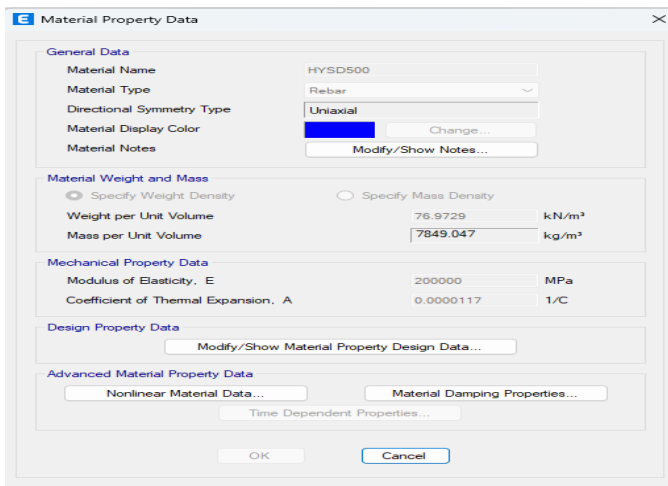 E Material Property Data
General Data
Material Name HYSD500
Material Type Rebar
Directional Symmetry Type Uniaxial
Material Display Color Change...
Material Notes Modify/Show Notes...
Material Weight and Mass
Specify Weight Density Specify Mass Density
Weight per Unit Volume 76.9729 kN/m³
Mass per Unit Volume 7849.047 kg/m³
Mechanical Property Data
Modulus of Elasticity, E 200000 MPa
Coefficient of Thermal Expansion, A 0.0000117 1/C
Design Property Data
Modify/Show Material Property Design Data...
Advanced Material Property Data
Nonlinear Material Data... Material Damping Properties...
Time Dependent Properties...
OK Cancel